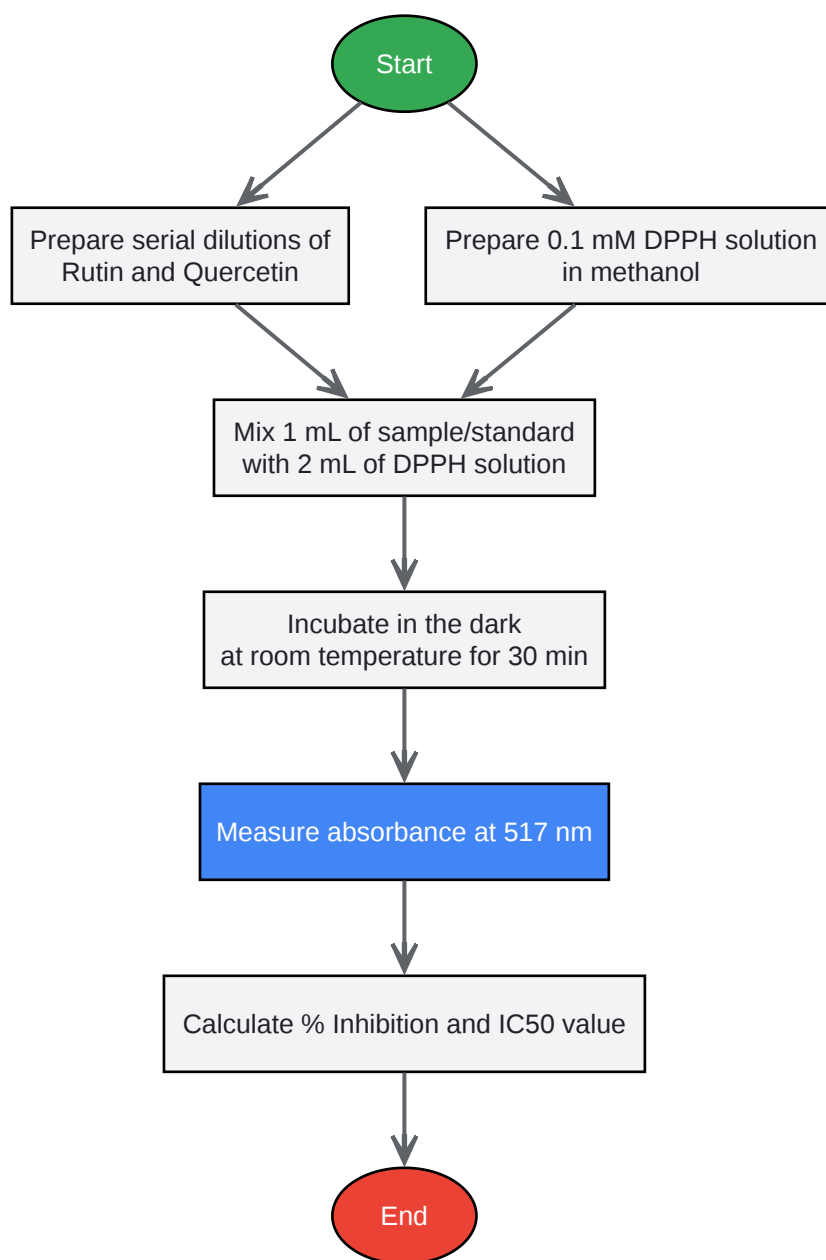 Start
Prepare serial dilutions of
Rutin and Quercetin
Prepare 0.1 mM DPPH solution
in methanol
Mix 1 mL of sample/standard
with 2 mL of DPPH solution
Incubate in the dark
at room temperature for 30 min
Measure absorbance at 517 nm
Calculate % Inhibition and IC50 value
End